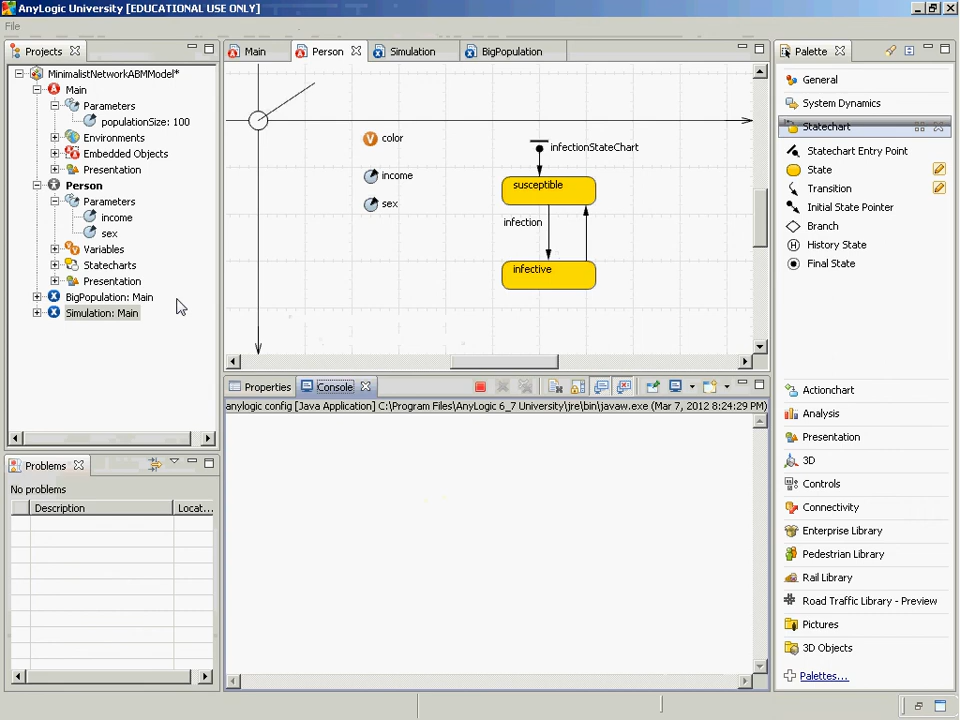 AnyLogic University [EDUCATIONAL USE ONLY]
File
Projects
MinimalistNetworkABMModel*
Main
Parameters
populationSize: 100
Environments
Embedded Objects
Presentation
Person
Parameters
income
sex
Variables
Statecharts
Presentation
BigPopulation: Main
Simulation: Main
Problems
No problems
Description Locat...
Main Person Simulation BigPopulation
color
income
sex
infectionStateChart
susceptible
infection
infective
Properties Console
anylogic config [Java Application] C:\Program Files\AnyLogic 6_7 University\jre\bin\javaw.exe (Mar 7, 2012 8:24:29 PM)
Palette
General
System Dynamics
Statechart
Statechart Entry Point
State
Transition
Initial State Pointer
Branch
History State
Final State
Actionchart
Analysis
Presentation
3D
Controls
Connectivity
Enterprise Library
Pedestrian Library
Rail Library
Road Traffic Library - Preview
Pictures
3D Objects
Palettes...